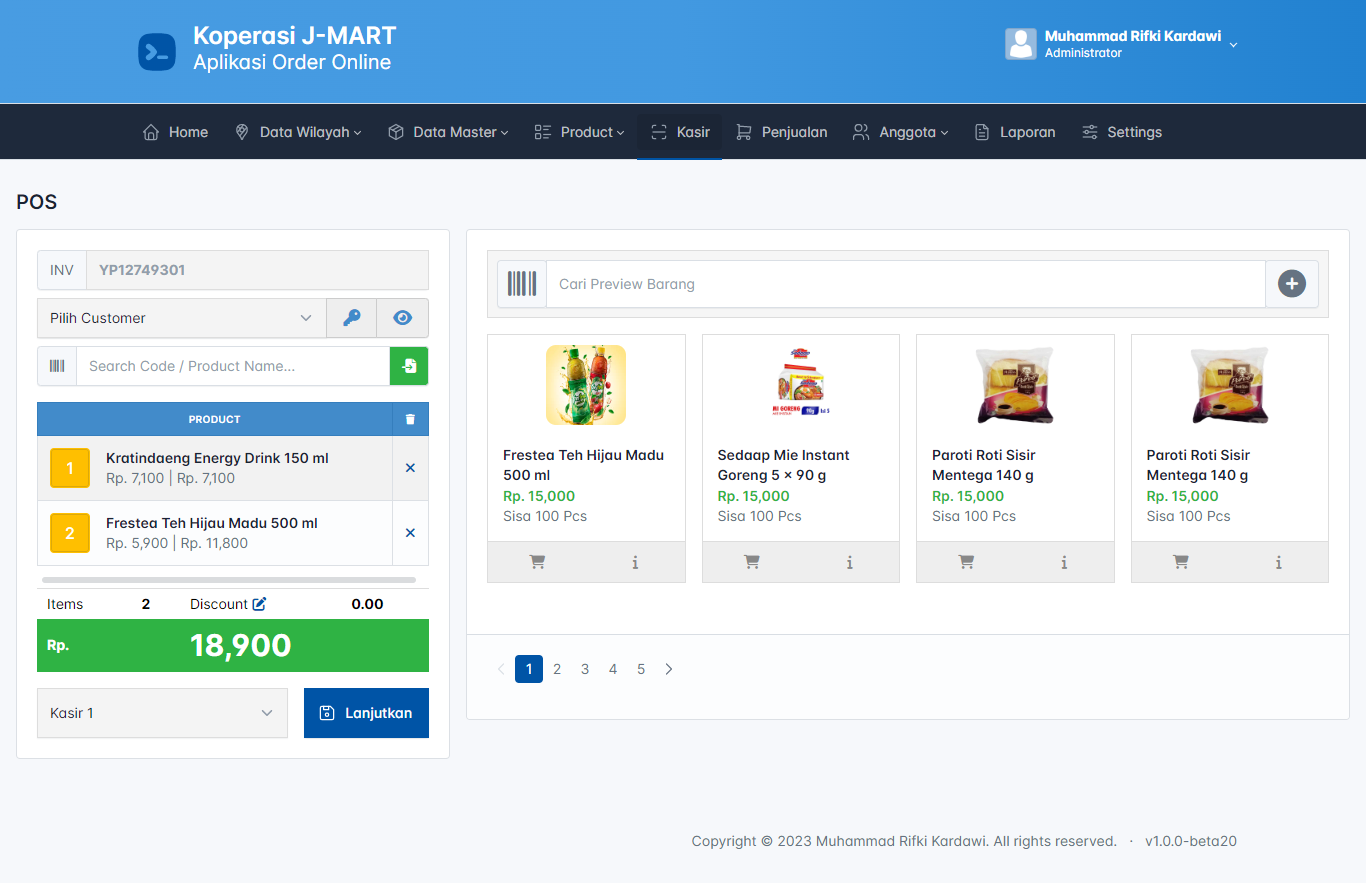 Koperasi J-MART
Aplikasi Order Online
Muhammad Rifki Kardawi
Administrator
Home
Data Wilayah
Data Master
Product
Kasir
Penjualan
Anggota
Laporan
Settings
POS
INV
YP12749301
Pilih Customer
Search Code / Product Name...
PRODUCT
1
Kratindaeng Energy Drink 150 ml
Rp. 7,100 | Rp. 7,100
2
Frestea Teh Hijau Madu 500 ml
Rp. 5,900 | Rp. 11,800
Items
2
Discount
0.00
Rp.
18,900
Kasir 1
Lanjutkan
Cari Preview Barang
Frestea Teh Hijau Madu
500 ml
Rp. 15,000
Sisa 100 Pcs
MI GORENG
Sedaap Mie Instant
Goreng 5 × 90 g
Rp. 15,000
Sisa 100 Pcs
Paroti Roti Sisir
Mentega 140 g
Rp. 15,000
Sisa 100 Pcs
Paroti Roti Sisir
Mentega 140 g
Rp. 15,000
Sisa 100 Pcs
1
2
3
4
5
Copyright © 2023 Muhammad Rifki Kardawi. All rights reserved. · v1.0.0-beta20